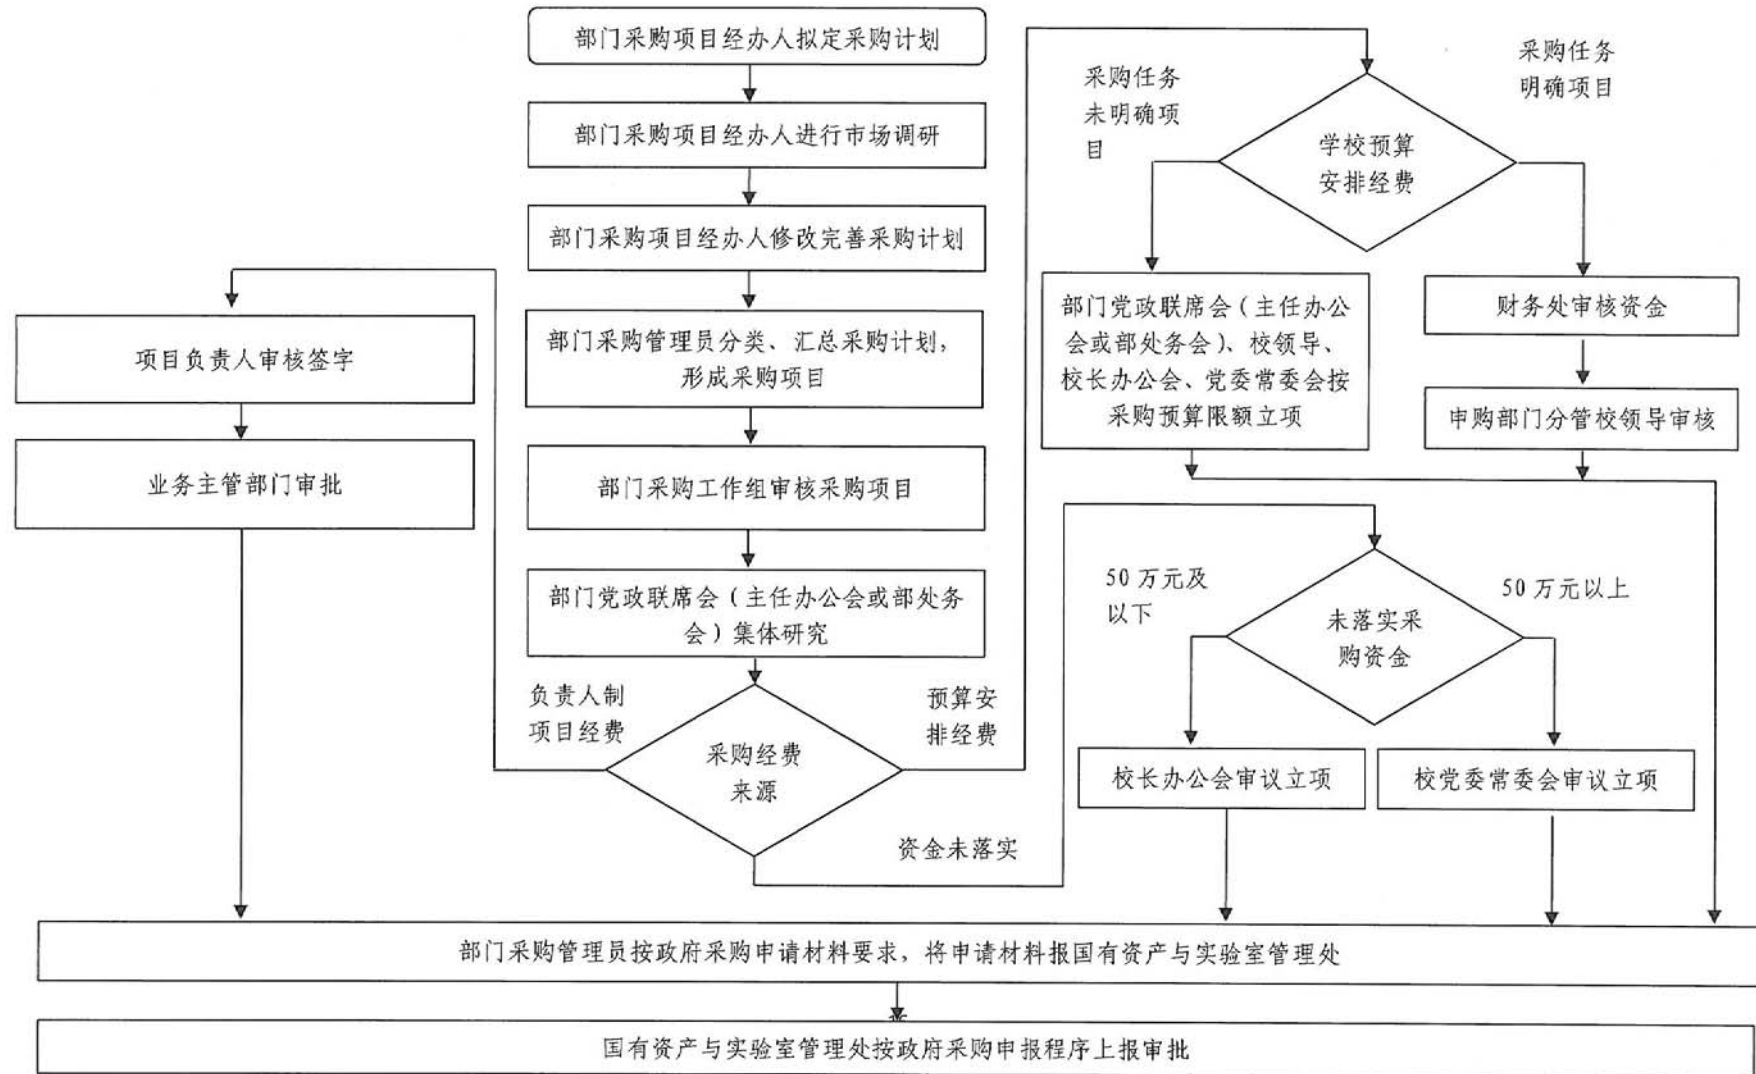 部门采购项目经办人拟定采购计划
部门采购项目经办人进行市场调研
部门采购项目经办人修改完善采购计划
部门采购管理员分类、汇总采购计划，
形成采购项目
部门采购工作组审核采购项目
部门党政联席会（主任办公会或部处务
会）集体研究
采购经费
来源
负责人制
项目经费
项目负责人审核签字
业务主管部门审批
预算安
排经费
学校预算
安排经费
采购任务
未明确项
目
部门党政联席会（主任办公
会或部处务会）、校领导、
校长办公会、党委常委会按
采购预算限额立项
采购任务
明确项目
财务处审核资金
申购部门分管校领导审核
资金未落实
未落实采
购资金
50 万元及
以下
校长办公会审议立项
50 万元以上
校党委常委会审议立项
部门采购管理员按政府采购申请材料要求，将申请材料报国有资产与实验室管理处
国有资产与实验室管理处按政府采购申报程序上报审批